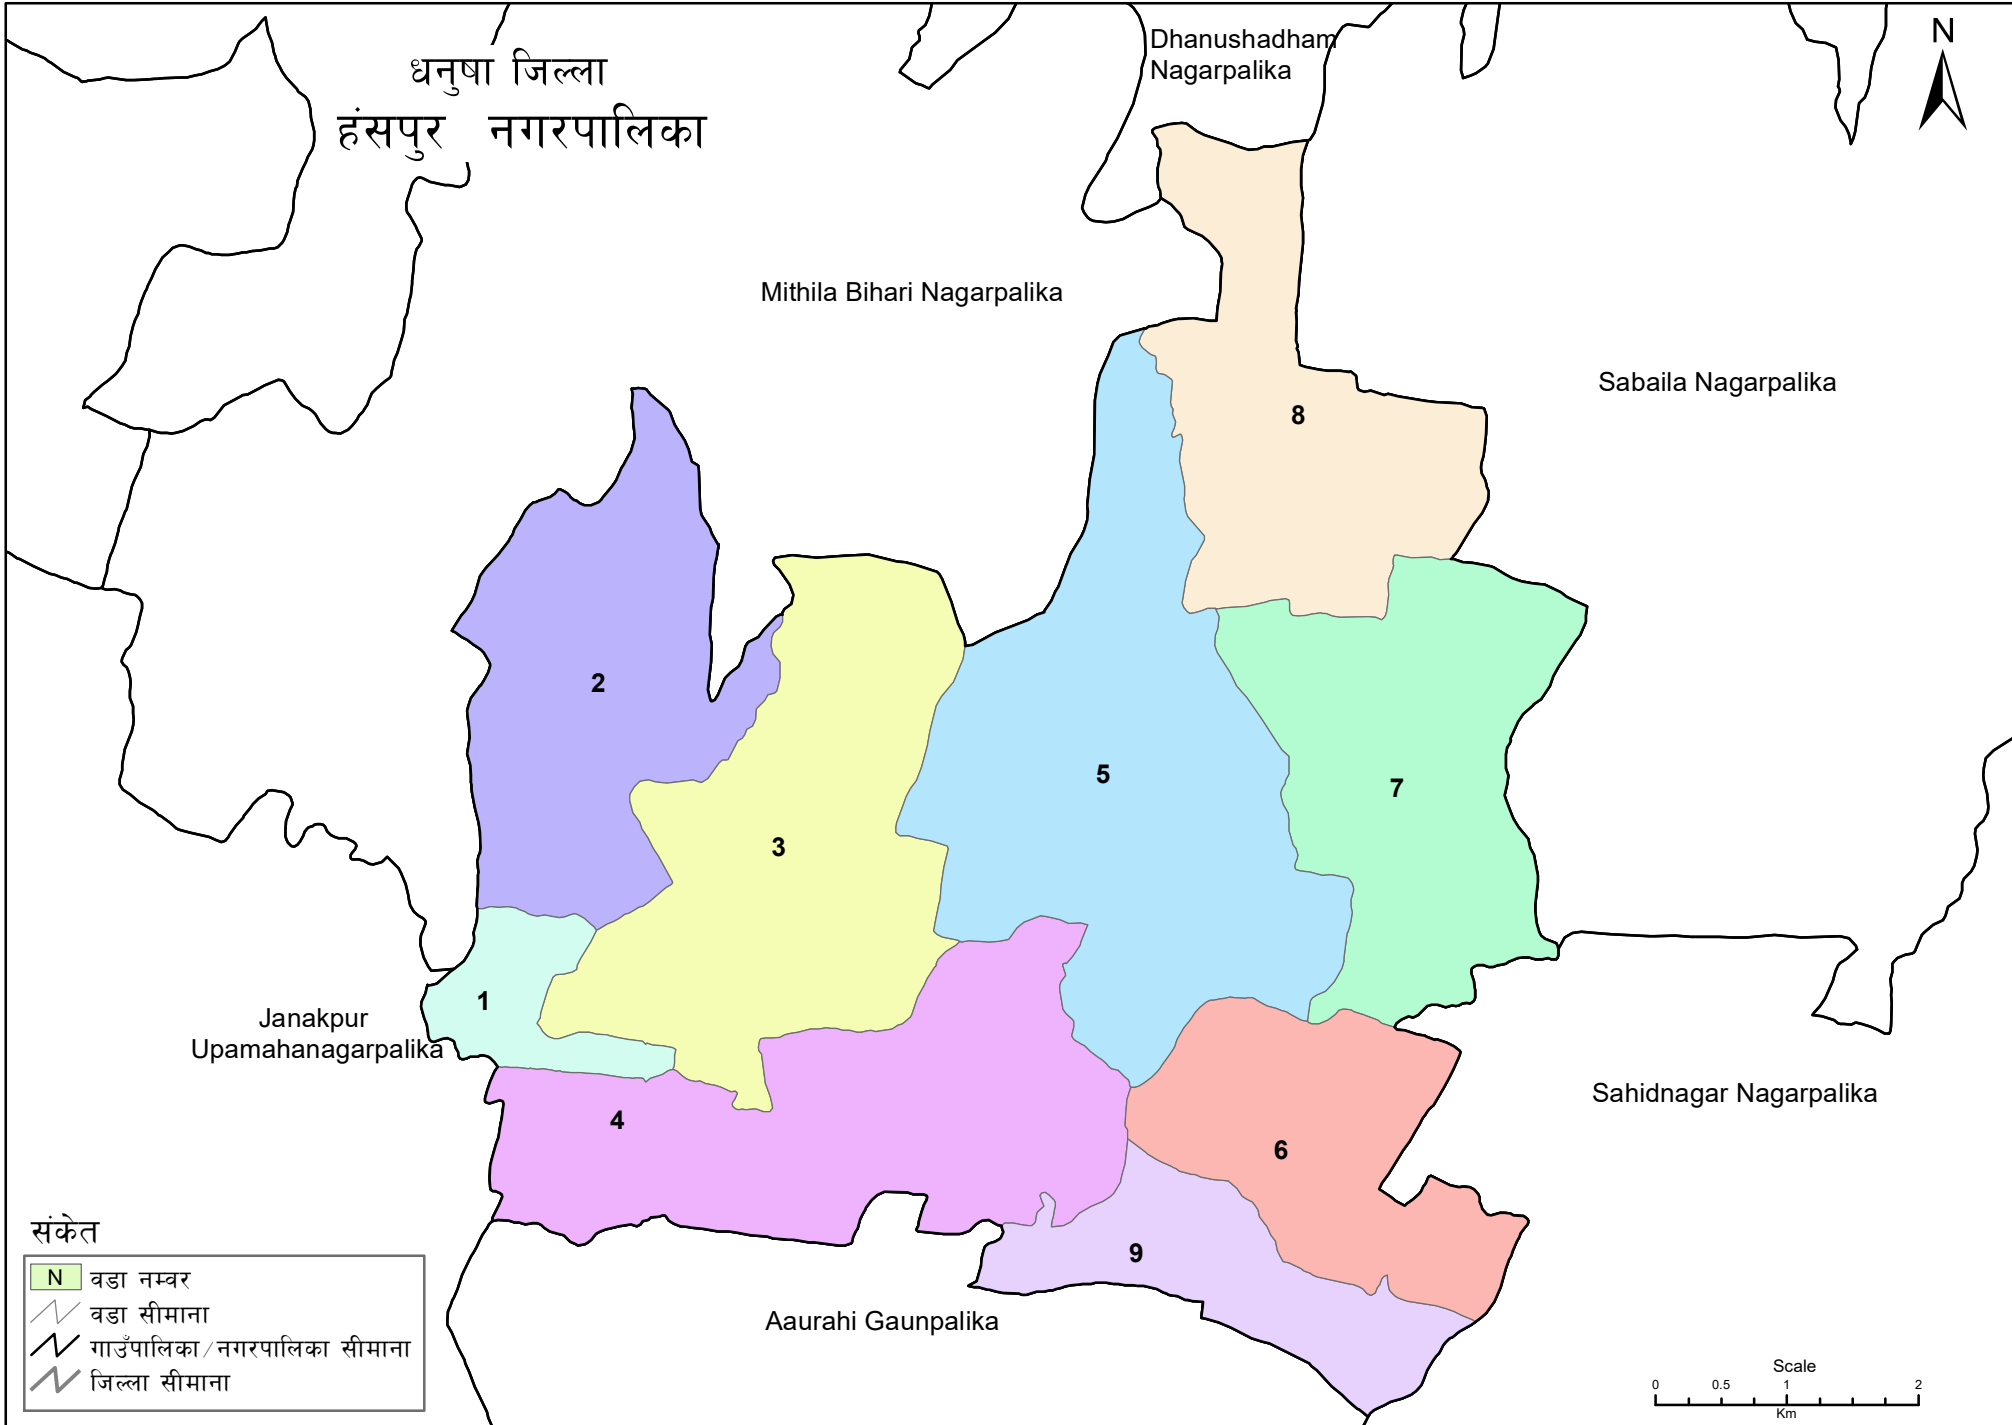 धनुषा जिल्ला
हंसपुर नगरपालिका
Dhanushadham
Nagarpalika
N
Mithila Bihari Nagarpalika
Sabaila Nagarpalika
8
2
5
7
3
1
Janakpur
Upamahanagarpalika
Sahidnagar Nagarpalika
4
6
9
Aaurahi Gaunpalika
संकेत
N वडा नम्वर
वडा सीमाना
गाउँपालिका/नगरपालिका सीमाना
जिल्ला सीमाना
Scale
0 0.5 1 2
Km